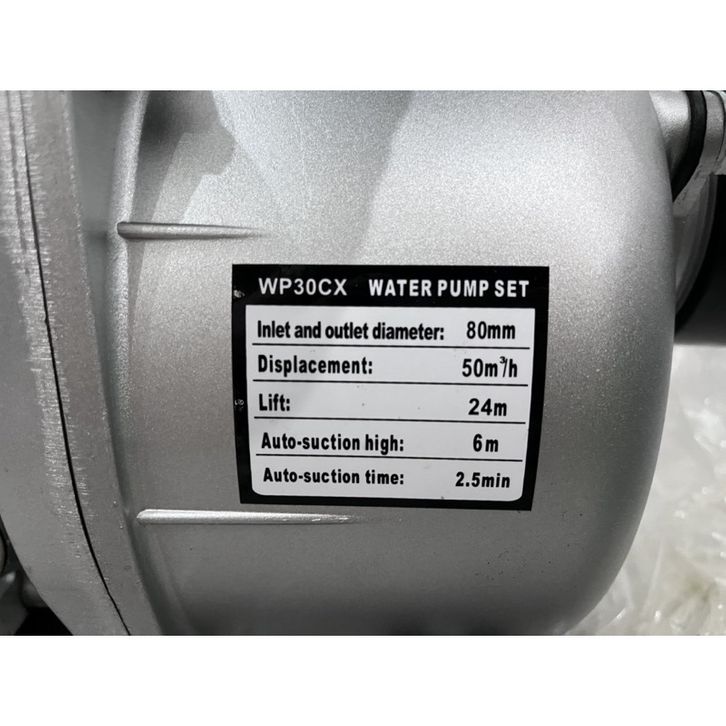 WP30CX WATER PUMP SET
Inlet and outlet diameter: 80mm
Displacement: 50m³/h
Lift: 24m
Auto-suction high: 6m
Auto-suction time: 2.5min